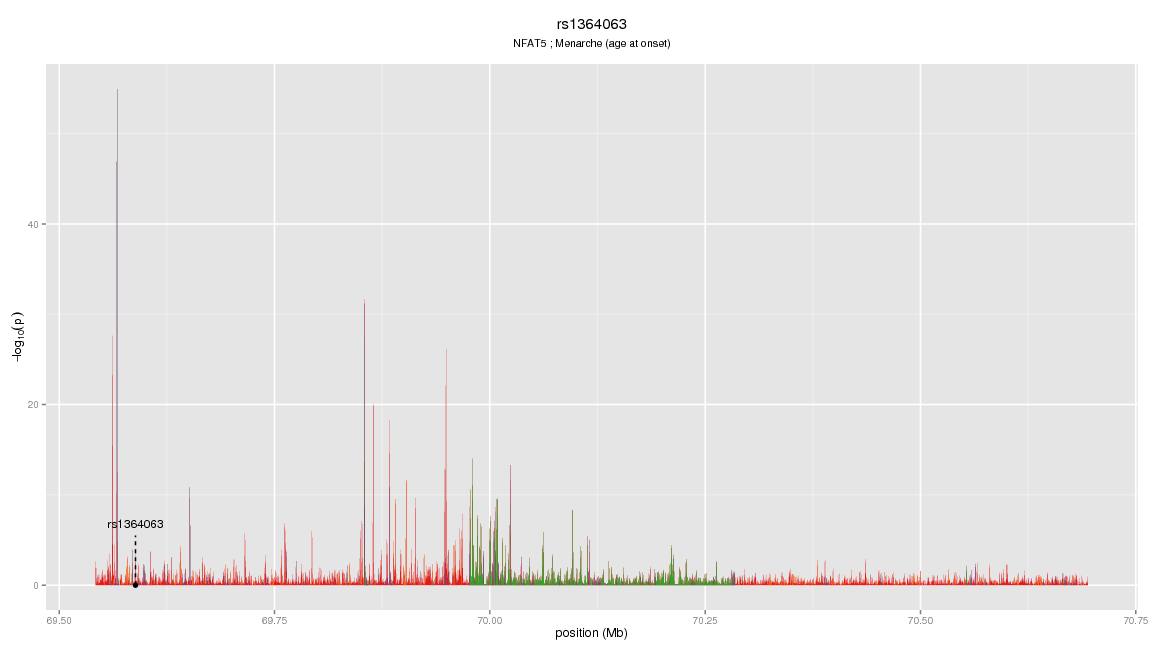 rs1364063
NFAT5 ; Menarche (age at onset)
−log10(p)
40
20
0
rs1364063
69.50 69.75 70.00 70.25 70.50 70.75
position (Mb)